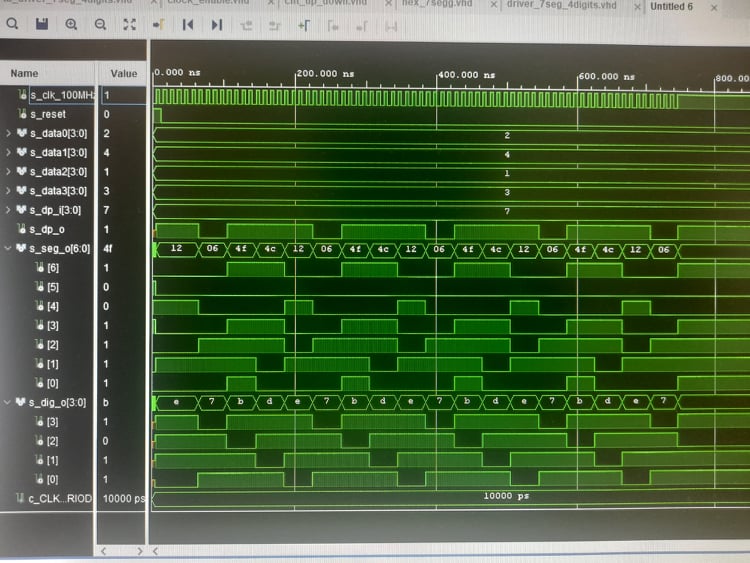 driver_7seg_4digits.vhd clock_enable.vhd cnt_up_down.vhd hex_7segg.vhd driver_7seg_4digits.vhd Untitled 6
Name Value 0.000 ns 200.000 ns 400.000 ns 600.000 ns 800.00
s_clk_100MHz 1
s_reset 0
s_data0[3:0] 2 2
s_data1[3:0] 4 4
s_data2[3:0] 1 1
s_data3[3:0] 3 3
s_dp_i[3:0] 7 7
s_dp_o 1
s_seg_o[6:0] 4f 12 06 4f 4c 12 06 4f 4c 12 06 4f 4c 12 06 4f 4c 12 06
[6] 1
[5] 0
[4] 0
[3] 1
[2] 1
[1] 1
[0] 1
s_dig_o[3:0] b e 7 b d e 7 b d e 7 b d e 7 b d e 7
[3] 1
[2] 0
[1] 1
[0] 1
c_CLK...RIOD 10000 ps 10000 ps